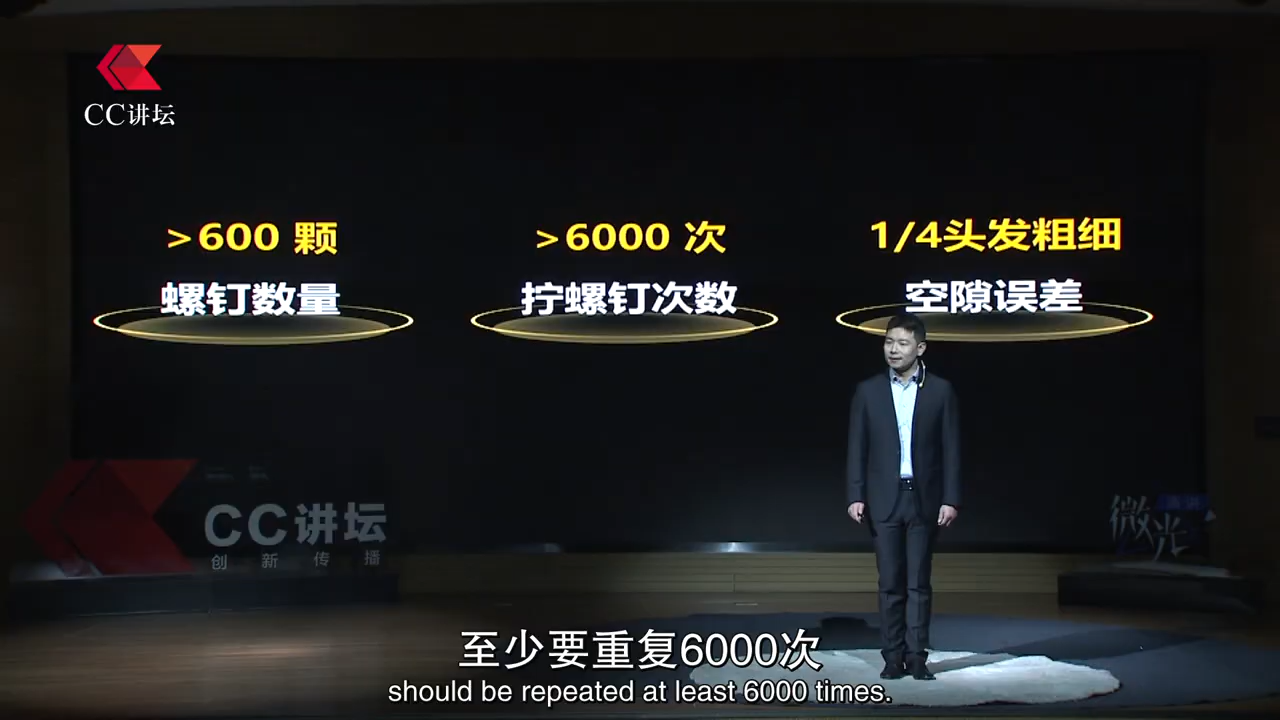 CC讲坛
>600 颗
螺钉数量
>6000 次
拧螺钉次数
1/4头发粗细
空隙误差
CC讲坛
创新传播
演讲
微光
至少要重复6000次
should be repeated at least 6000 times.